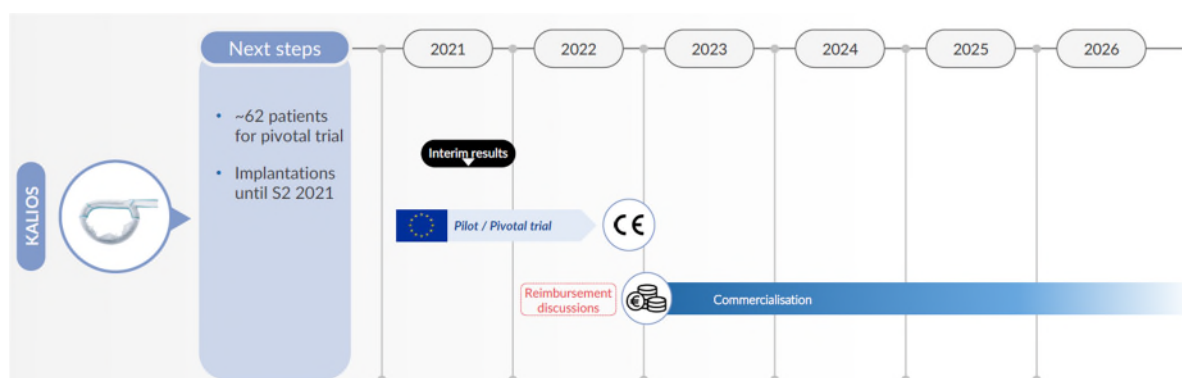 Next steps
2021
2022
2023
2024
2025
2026
KALIOS
• ~62 patients
for pivotal trial
• Implantations
until S2 2021
Interim results
Pilot / Pivotal trial
CE
Reimbursement
discussions
€
Commercialisation